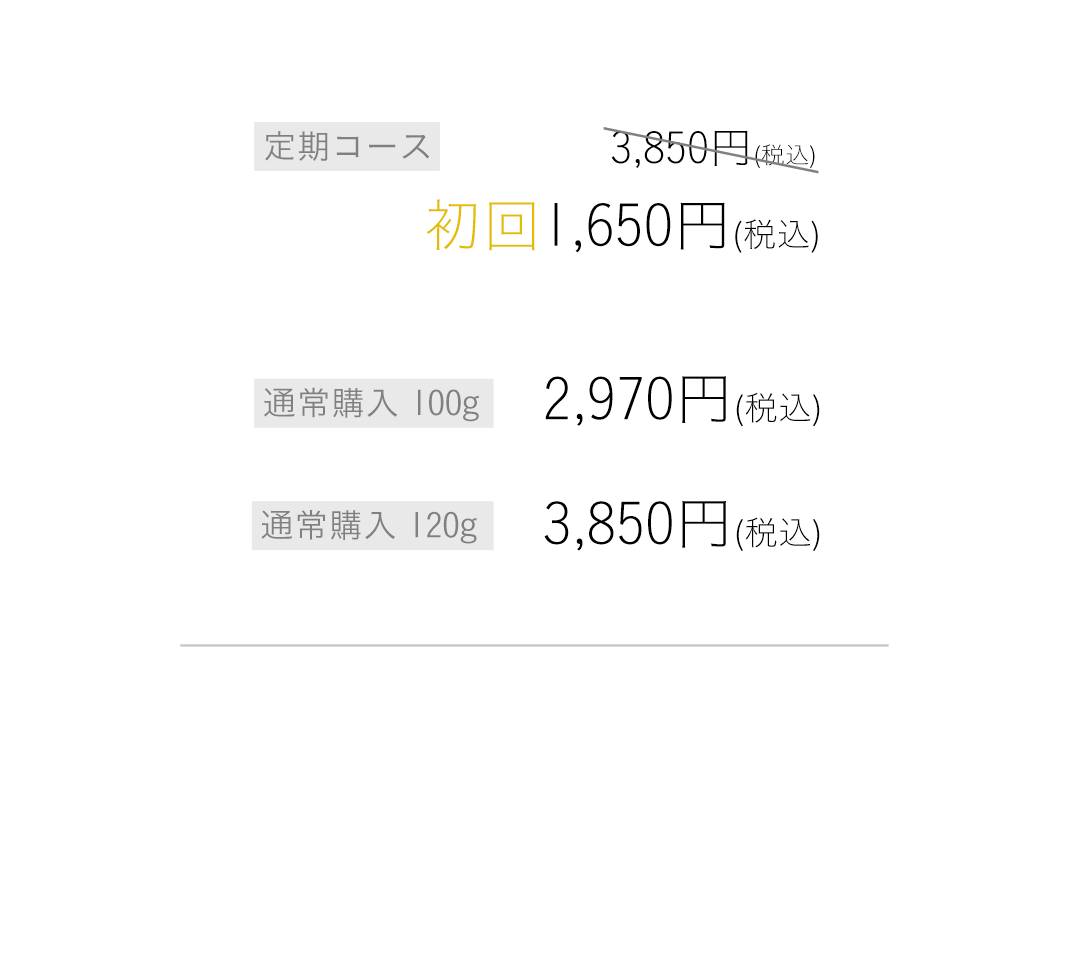 定期コース 3,850円(税込)
初回1,650円(税込)
通常購入 100g 2,970円(税込)
通常購入 120g 3,850円(税込)